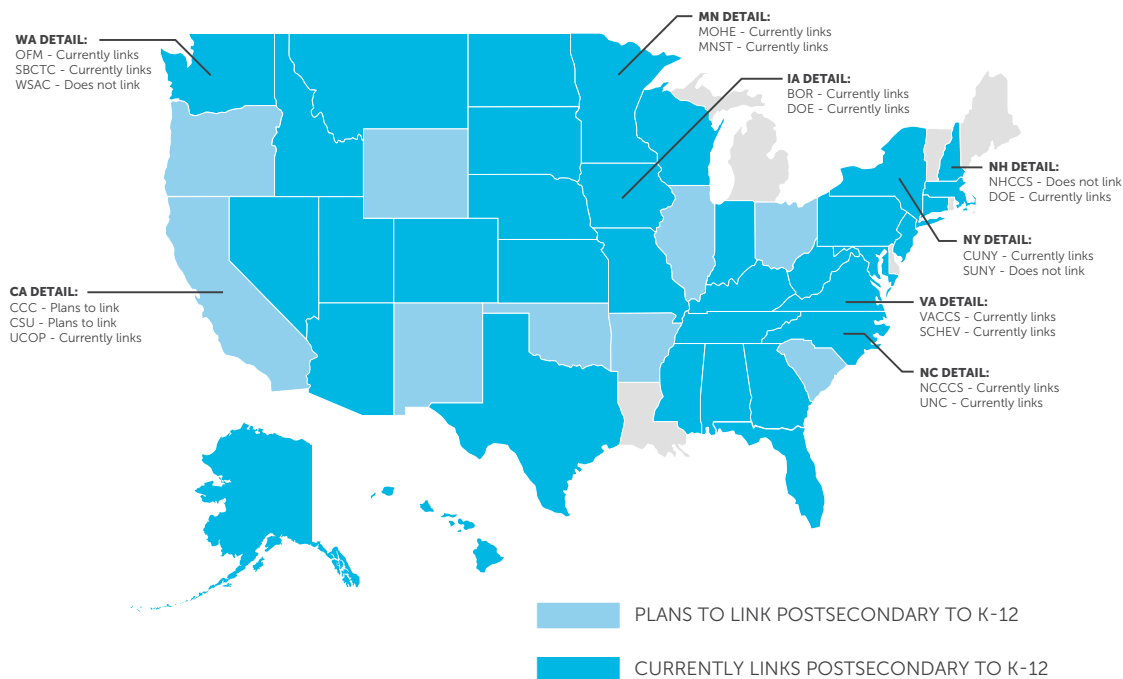 WA DETAIL:
OFM - Currently links
SBCTC - Currently links
WSAC - Does not link
MN DETAIL:
MOHE - Currently links
MNST - Currently links
IA DETAIL:
BOR - Currently links
DOE - Currently links
NH DETAIL:
NHCCS - Does not link
DOE - Currently links
NY DETAIL:
CUNY - Currently links
SUNY - Does not link
CA DETAIL:
CCC - Plans to link
CSU - Plans to link
UCOP - Currently links
VA DETAIL:
VACCS - Currently links
SCHEV - Currently links
NC DETAIL:
NCCCS - Currently links
UNC - Currently links
PLANS TO LINK POSTSECONDARY TO K-12
CURRENTLY LINKS POSTSECONDARY TO K-12